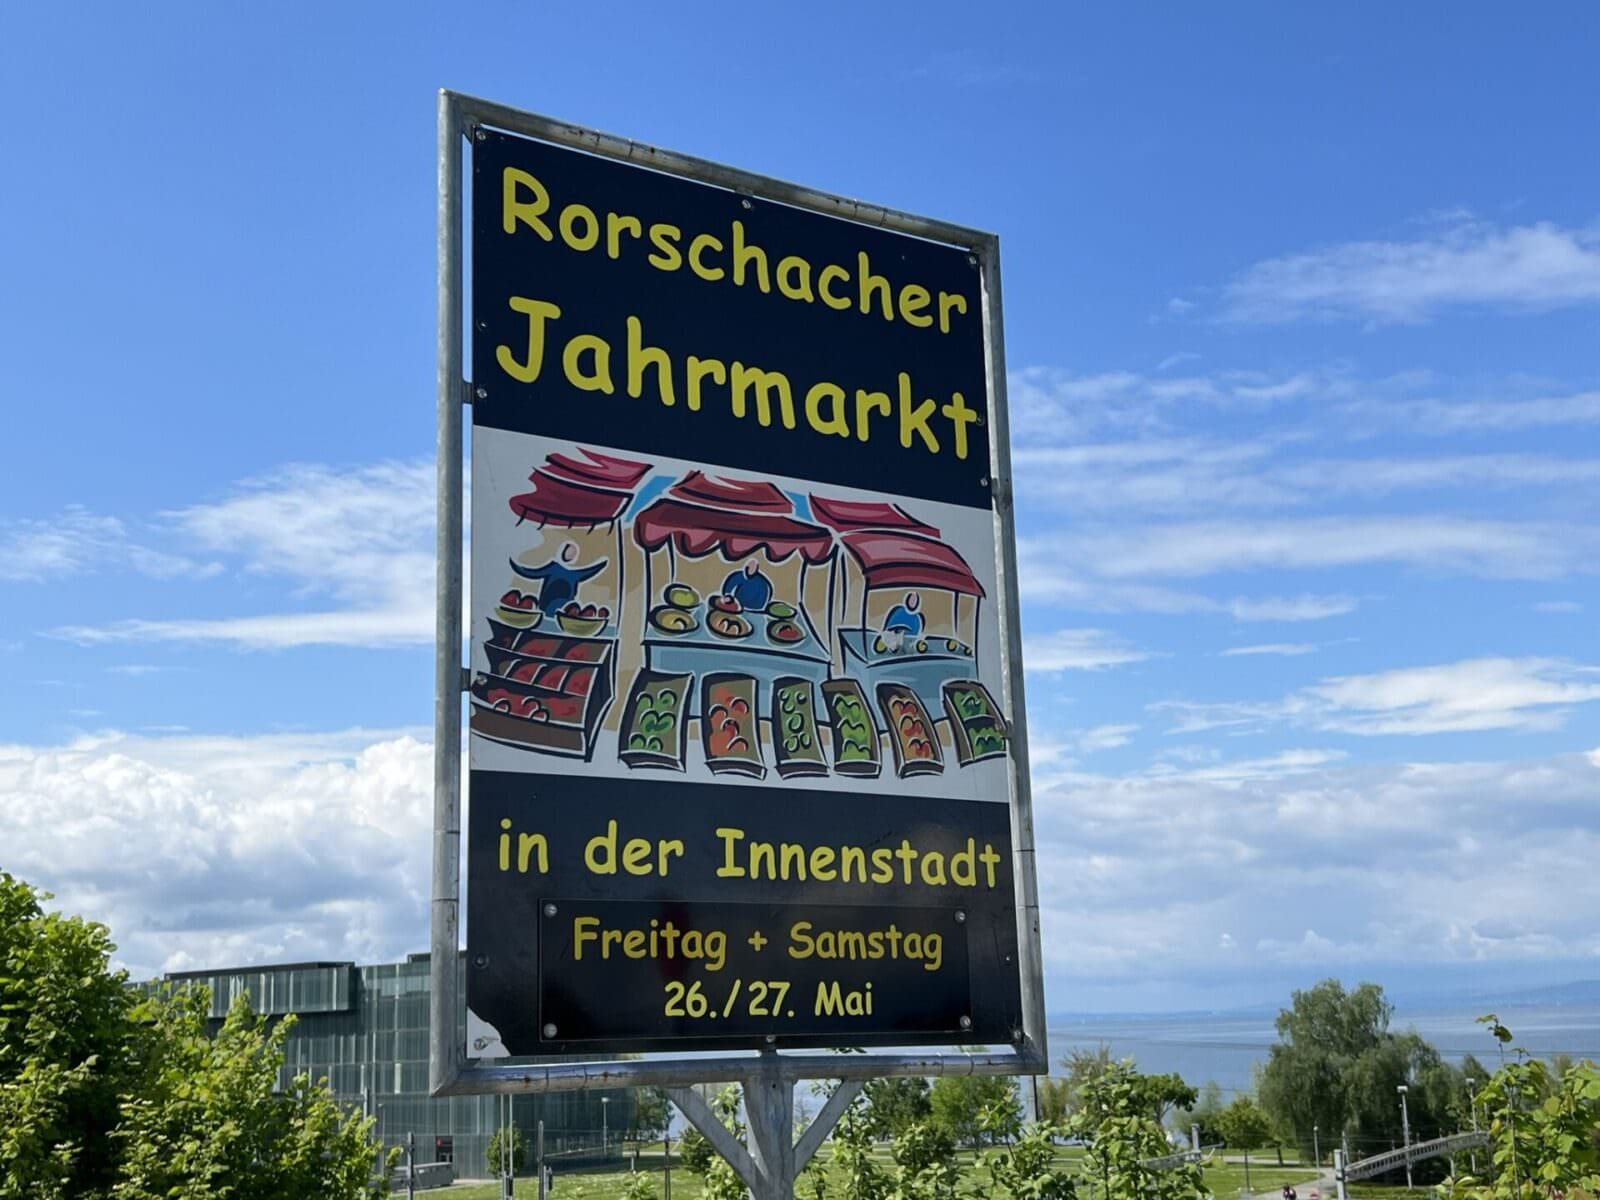 Rorschacher
Jahrmarkt
in der Innenstadt
Freitag + Samstag
26./27. Mai